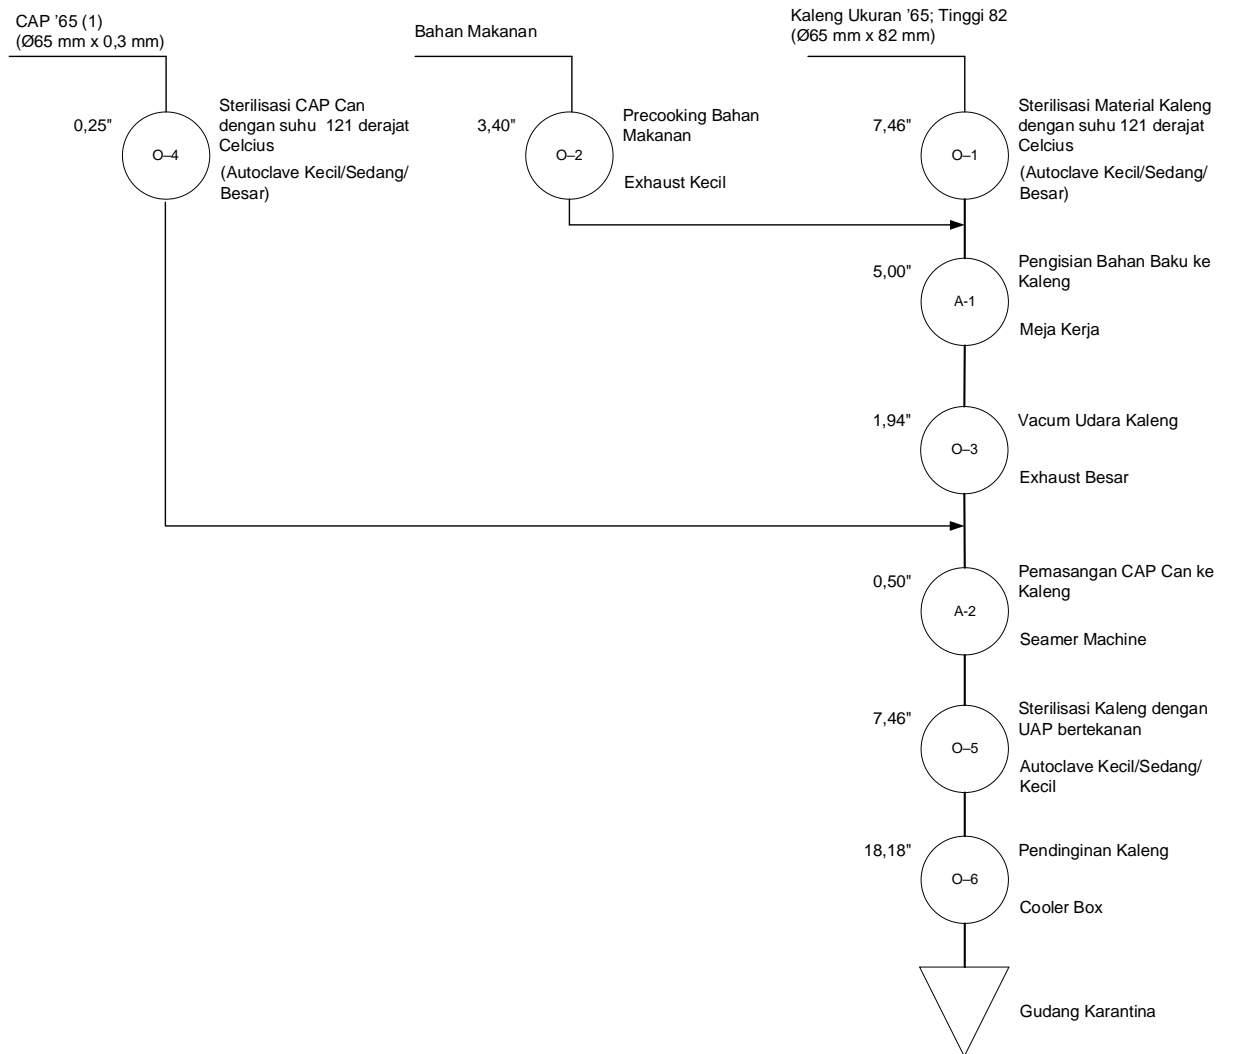 CAP '65 (1)
(Ø65 mm x 0,3 mm)
Bahan Makanan
Kaleng Ukuran '65; Tinggi 82
(Ø65 mm x 82 mm)
0,25"
O–4
Sterilisasi CAP Can
dengan suhu  121 derajat
Celcius
(Autoclave Kecil/Sedang/
Besar)
3,40"
O–2
Precooking Bahan
Makanan
Exhaust Kecil
7,46"
O–1
Sterilisasi Material Kaleng
dengan suhu 121 derajat
Celcius
(Autoclave Kecil/Sedang/
Besar)
5,00"
A-1
Pengisian Bahan Baku ke
Kaleng
Meja Kerja
1,94"
O–3
Vacum Udara Kaleng
Exhaust Besar
0,50"
A-2
Pemasangan CAP Can ke
Kaleng
Seamer Machine
7,46"
O–5
Sterilisasi Kaleng dengan
UAP bertekanan
Autoclave Kecil/Sedang/
Kecil
18,18"
O–6
Pendinginan Kaleng
Cooler Box
Gudang Karantina